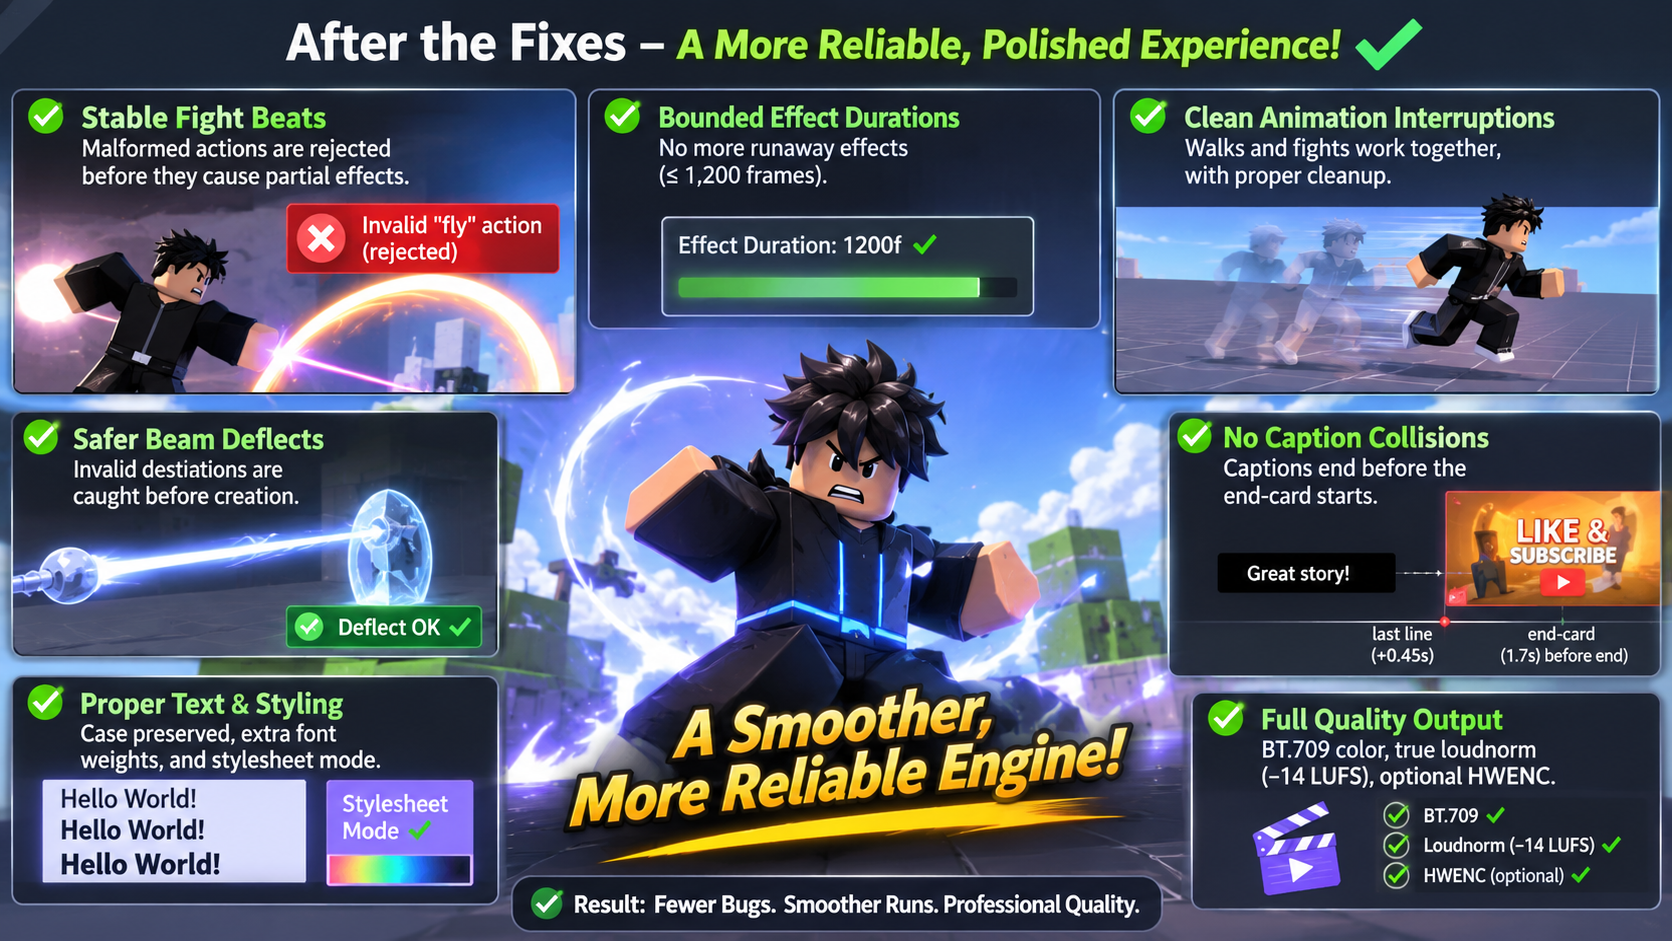 After the Fixes – A More Reliable, Polished Experience!
Stable Fight Beats
Malformed actions are rejected
before they cause partial effects.
Invalid "fly" action
(rejected)
Bounded Effect Durations
No more runaway effects
(≤ 1,200 frames).
Effect Duration: 1200f
Clean Animation Interruptions
Walks and fights work together,
with proper cleanup.
Safer Beam Deflects
Invalid destiations are
caught before creation.
Deflect OK
No Caption Collisions
Captions end before the
end-card starts.
Great story!
LIKE &
SUBSCRIBE
last line
(+0.45s)
end-card
(1.7s) before end)
Proper Text & Styling
Case preserved, extra font
weights, and stylesheet mode.
Hello World!
Hello World!
Hello World!
Stylesheet
Mode
A Smoother,
More Reliable Engine!
Full Quality Output
BT.709 color, true loudnorm
(−14 LUFS), optional HWENC.
BT.709
Loudnorm (−14 LUFS)
HWENC (optional)
Result: Fewer Bugs. Smoother Runs. Professional Quality.